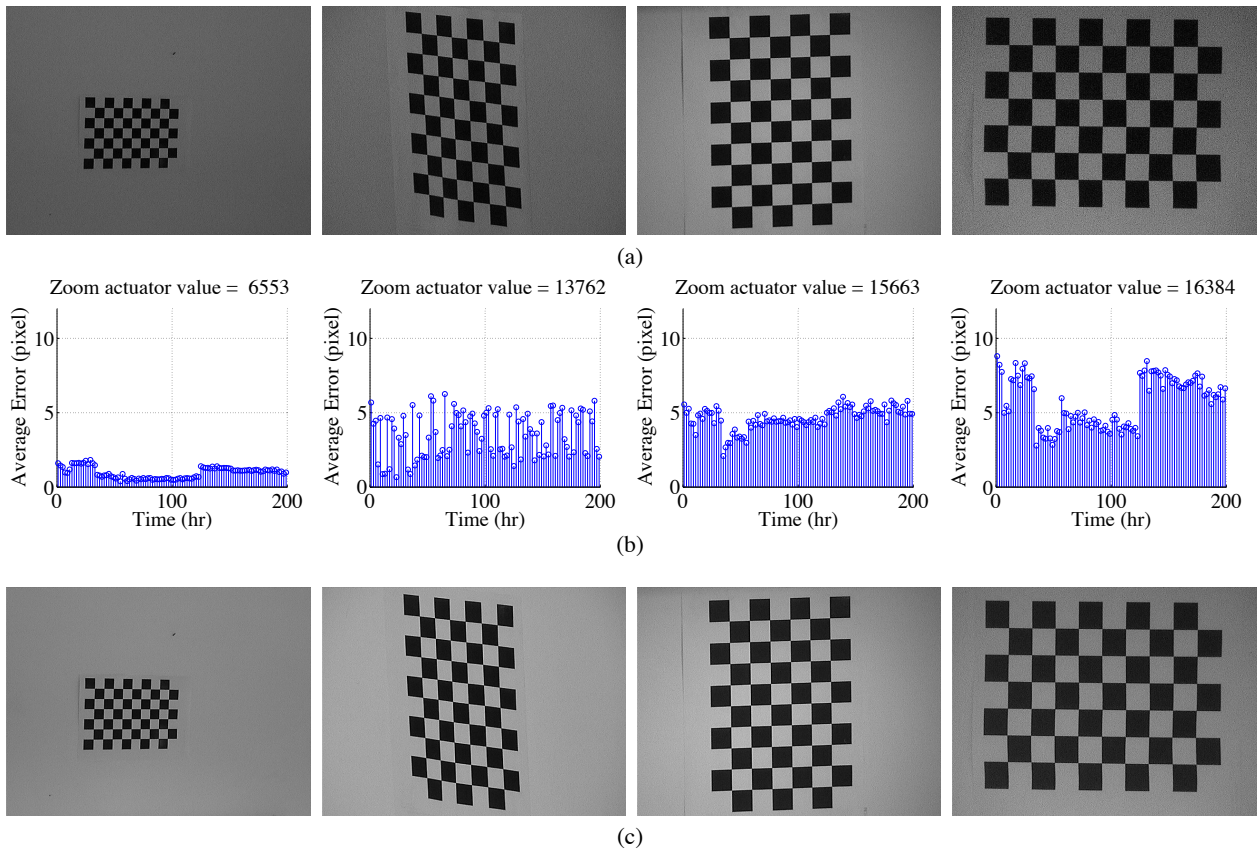 (a)
Zoom actuator value =  6553
Average Error (pixel)
10
5
0
0
100
200
Time (hr)
Zoom actuator value = 13762
Average Error (pixel)
10
5
0
0
100
200
Time (hr)
Zoom actuator value = 15663
Average Error (pixel)
10
5
0
0
100
200
Time (hr)
Zoom actuator value = 16384
Average Error (pixel)
10
5
0
0
100
200
Time (hr)
(b)
(c)